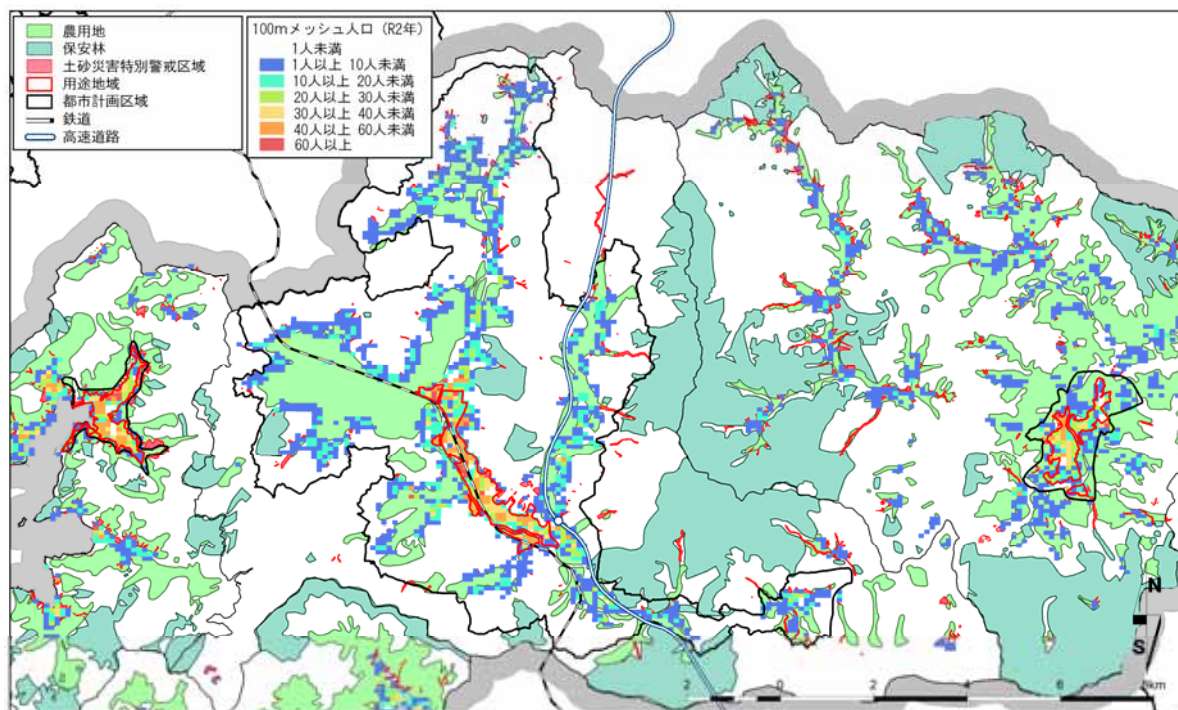 農用地
保安林
土砂災害特別警戒区域
用途地域
都市計画区域
鉄道
高速道路
100mメッシュ人口(R2年)
1人未満
1人以上 10人未満
10人以上 20人未満
20人以上 30人未満
30人以上 40人未満
40人以上 60人未満
60人以上
N
S
2 0 2 4 6 8km